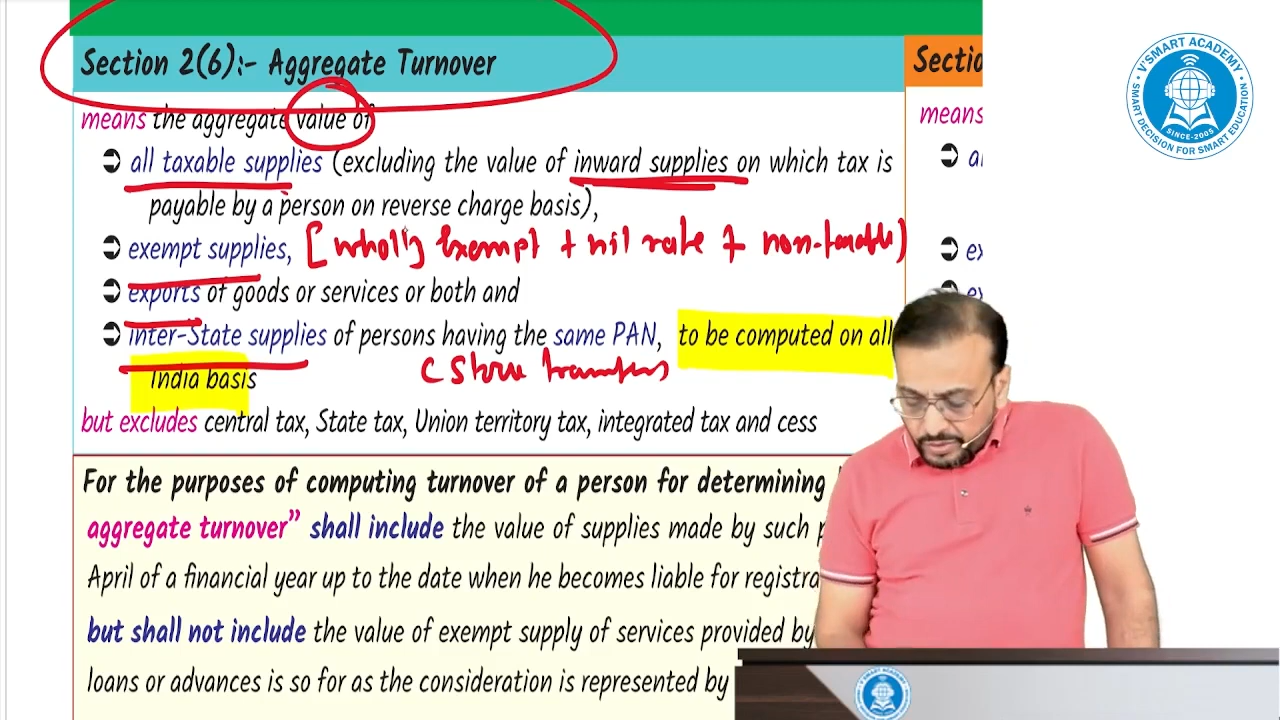 Section 2(6):- Aggregate Turnover
means the aggregate value of
➲ all taxable supplies (excluding the value of inward supplies on which tax is
payable by a person on reverse charge basis),
➲ exempt supplies, [wholly exempt + nil rate + non-taxable)
➲ exports of goods or services or both and
➲ Inter-State supplies of persons having the same PAN, to be computed on all
India basis
but excludes central tax, State tax, Union territory tax, integrated tax and cess
For the purposes of computing turnover of a person for determining
aggregate turnover” shall include the value of supplies made by such
April of a financial year up to the date when he becomes liable for registra
but shall not include the value of exempt supply of services provided by
loans or advances is so for as the consideration is represented by
Sectio
means
➲ al
➲ ex
V'SMART ACADEMY
SINCE-2005
SMART DECISION FOR SMART EDUCATION